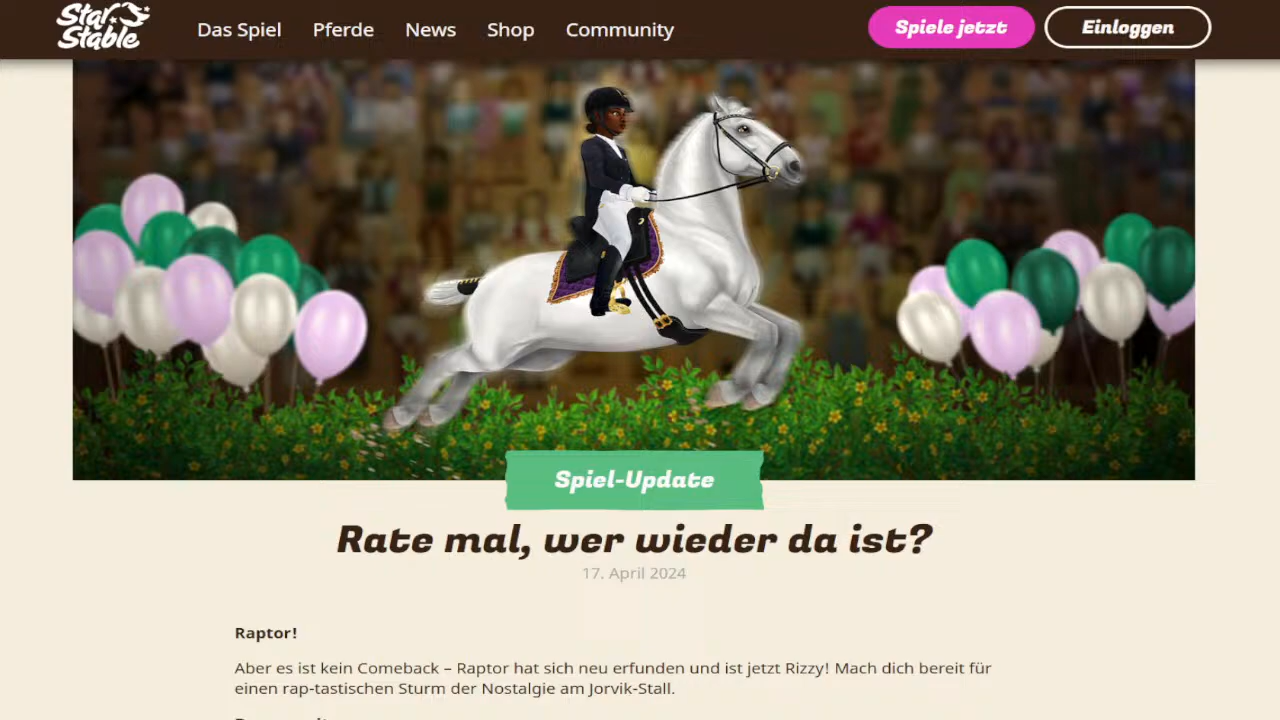 Star Stable
Das Spiel Pferde News Shop Community
Spiele jetzt Einloggen
Spiel-Update
Rate mal, wer wieder da ist?
17. April 2024
Raptor!
Aber es ist kein Comeback – Raptor hat sich neu erfunden und ist jetzt Rizzy! Mach dich bereit für
einen rap-tastischen Sturm der Nostalgie am Jorvik-Stall.